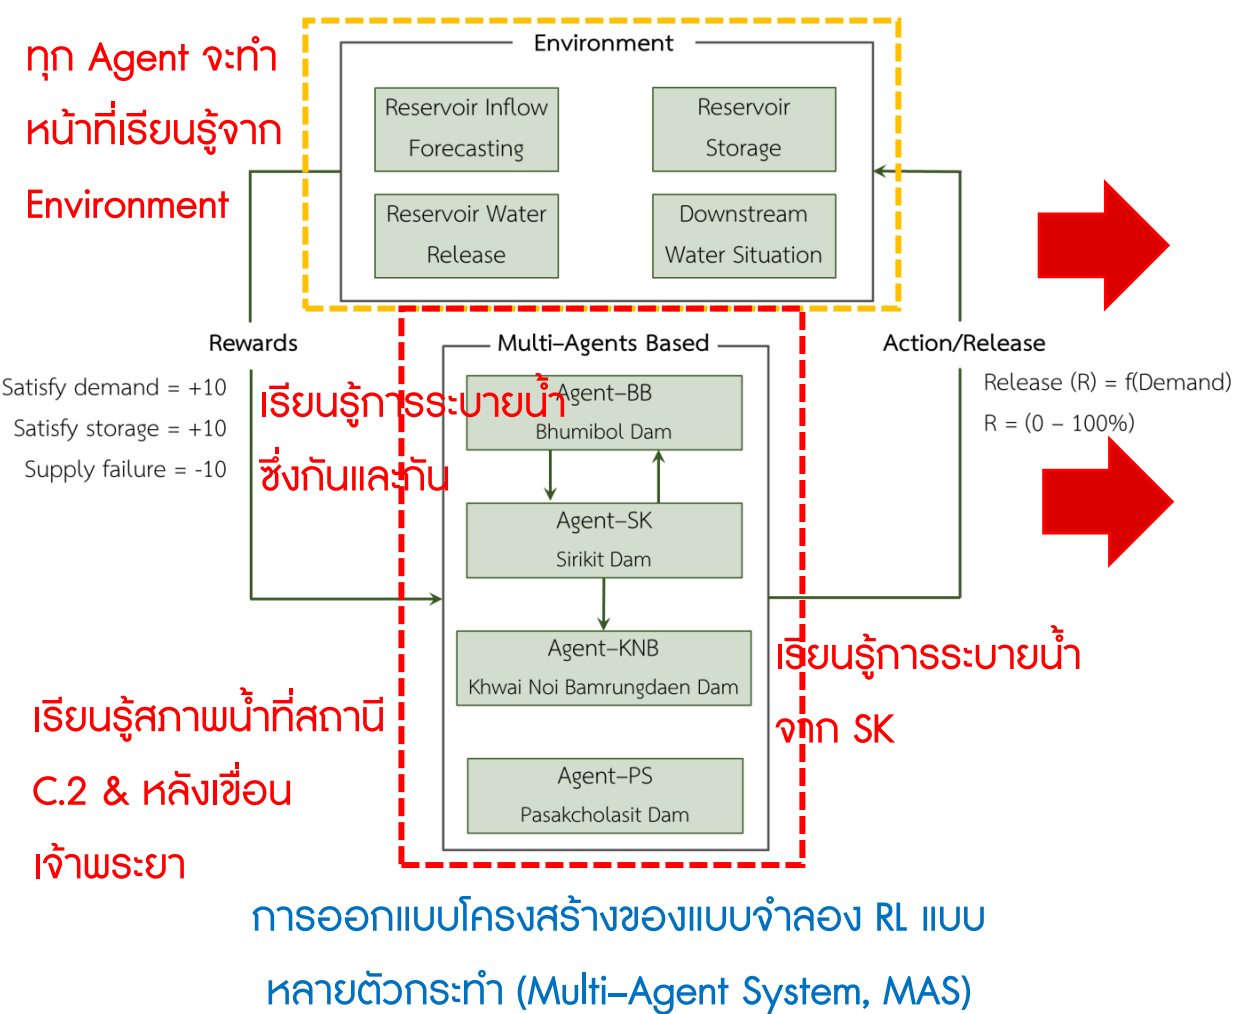 ทุก Agent จะทำ
หน้าที่เรียนรู้จาก
Environment
Environment
Reservoir Inflow
Forecasting
Reservoir
Storage
Reservoir Water
Release
Downstream
Water Situation
Rewards
Satisfy demand = +10
Satisfy storage = +10
Supply failure = -10
เรียนรู้การระบายน้ำ
ซึ่งกันและกัน
Multi–Agents Based
Agent–BB
Bhumibol Dam
Agent–SK
Sirikit Dam
Agent–KNB
Khwai Noi Bamrungdaen Dam
Agent–PS
Pasakcholasit Dam
Action/Release
Release (R) = f(Demand)
R = (0 – 100%)
เรียนรู้การระบายน้ำ
จาก SK
เรียนรู้สภาพน้ำที่สถานี
C.2 & หลังเขื่อน
เจ้าพระยา
การออกแบบโครงสร้างของแบบจำลอง RL แบบ
หลายตัวกระทำ (Multi–Agent System, MAS)